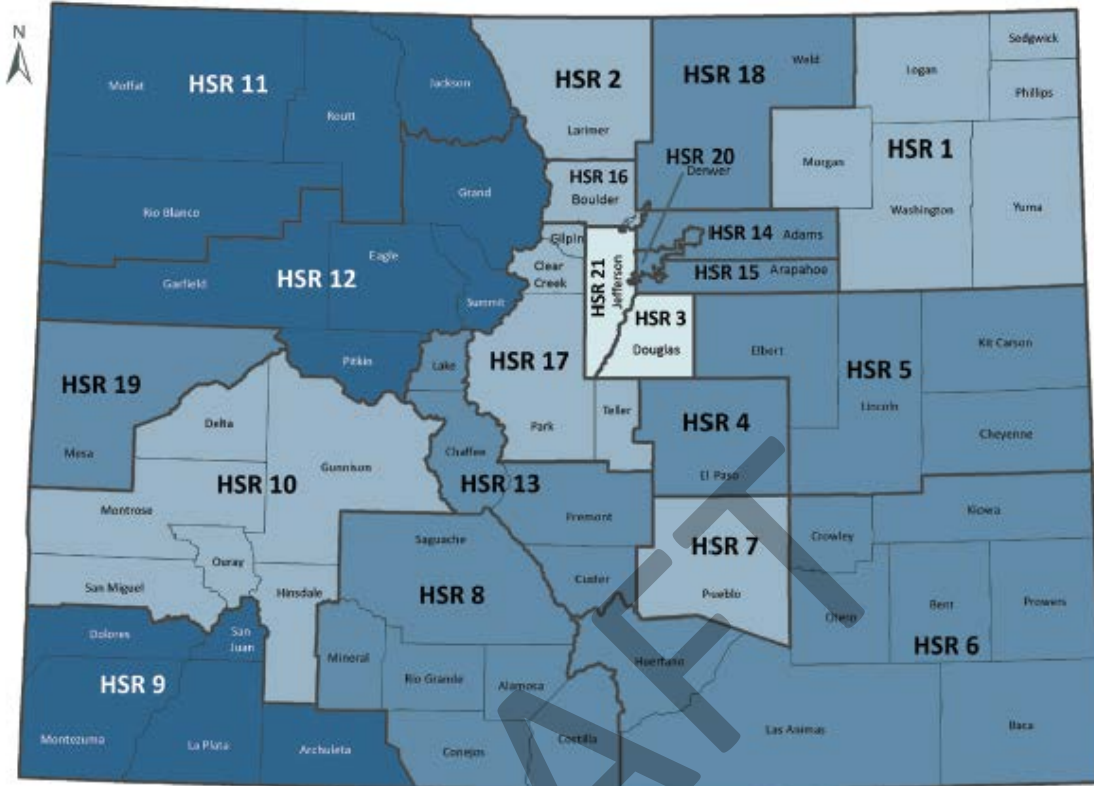 N
Moffat
HSR 11
Jackson
Routt
Rio Blanco
Grand
HSR 2
Larimer
HSR 18
Weld
Logan
Sedgwick
Phillips
Morgan
HSR 1
Washington
Yuma
HSR 16
Boulder
HSR 20
Denver
HSR 14
Adams
HSR 15
Arapahoe
Gilpin
Clear
Creek
HSR 21
Jefferson
HSR 12
Eagle
Garfield
Summit
Pitkin
HSR 3
Douglas
HSR 17
Park
Teller
Elbert
HSR 5
Lincoln
Kit Carson
Cheyenne
HSR 19
Mesa
Lake
Chaffee
HSR 13
Fremont
Custer
HSR 4
El Paso
Delta
Gunnison
HSR 10
Montrose
Ouray
San Miguel
Hinsdale
HSR 7
Pueblo
Crowley
Kiowa
Otero
Bent
Prowers
HSR 6
Huerfano
Las Animas
Baca
Saguache
HSR 8
Mineral
Rio Grande
Alamosa
Conejos
Costilla
Dolores
San
Juan
HSR 9
Montezuma
La Plata
Archuleta
AFT